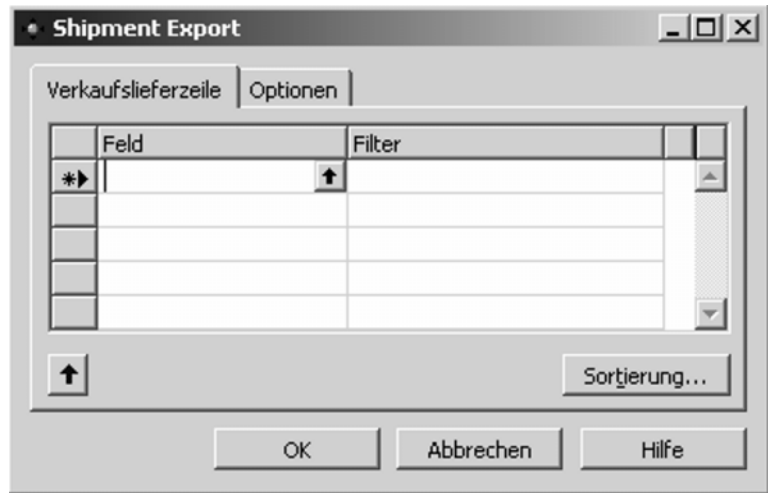 Shipment Export
Verkaufslieferzeile Optionen
Feld Filter
Sortierung...
OK Abbrechen Hilfe